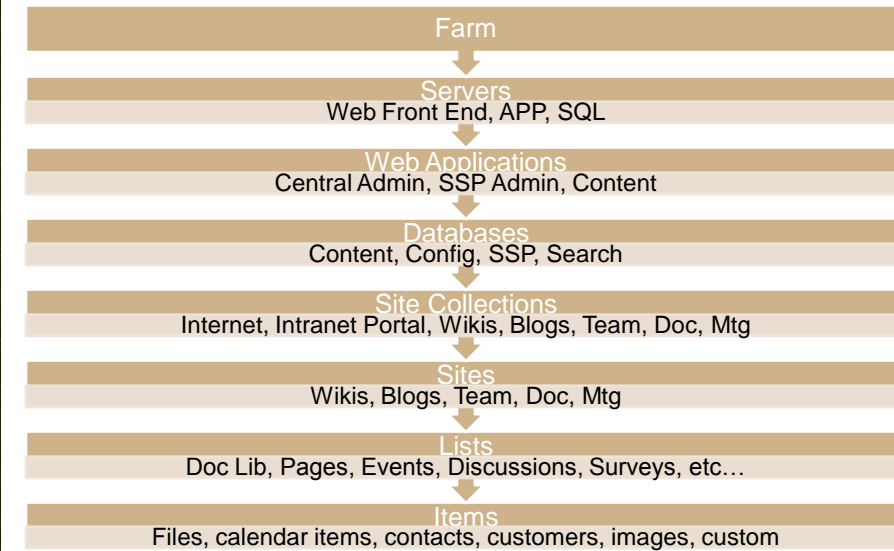 Farm
Servers
Web Front End, APP, SQL
Web Applications
Central Admin, SSP Admin, Content
Databases
Content, Config, SSP, Search
Site Collections
Internet, Intranet Portal, Wikis, Blogs, Team, Doc, Mtg
Sites
Wikis, Blogs, Team, Doc, Mtg
Lists
Doc Lib, Pages, Events, Discussions, Surveys, etc…
Items
Files, calendar items, contacts, customers, images, custom